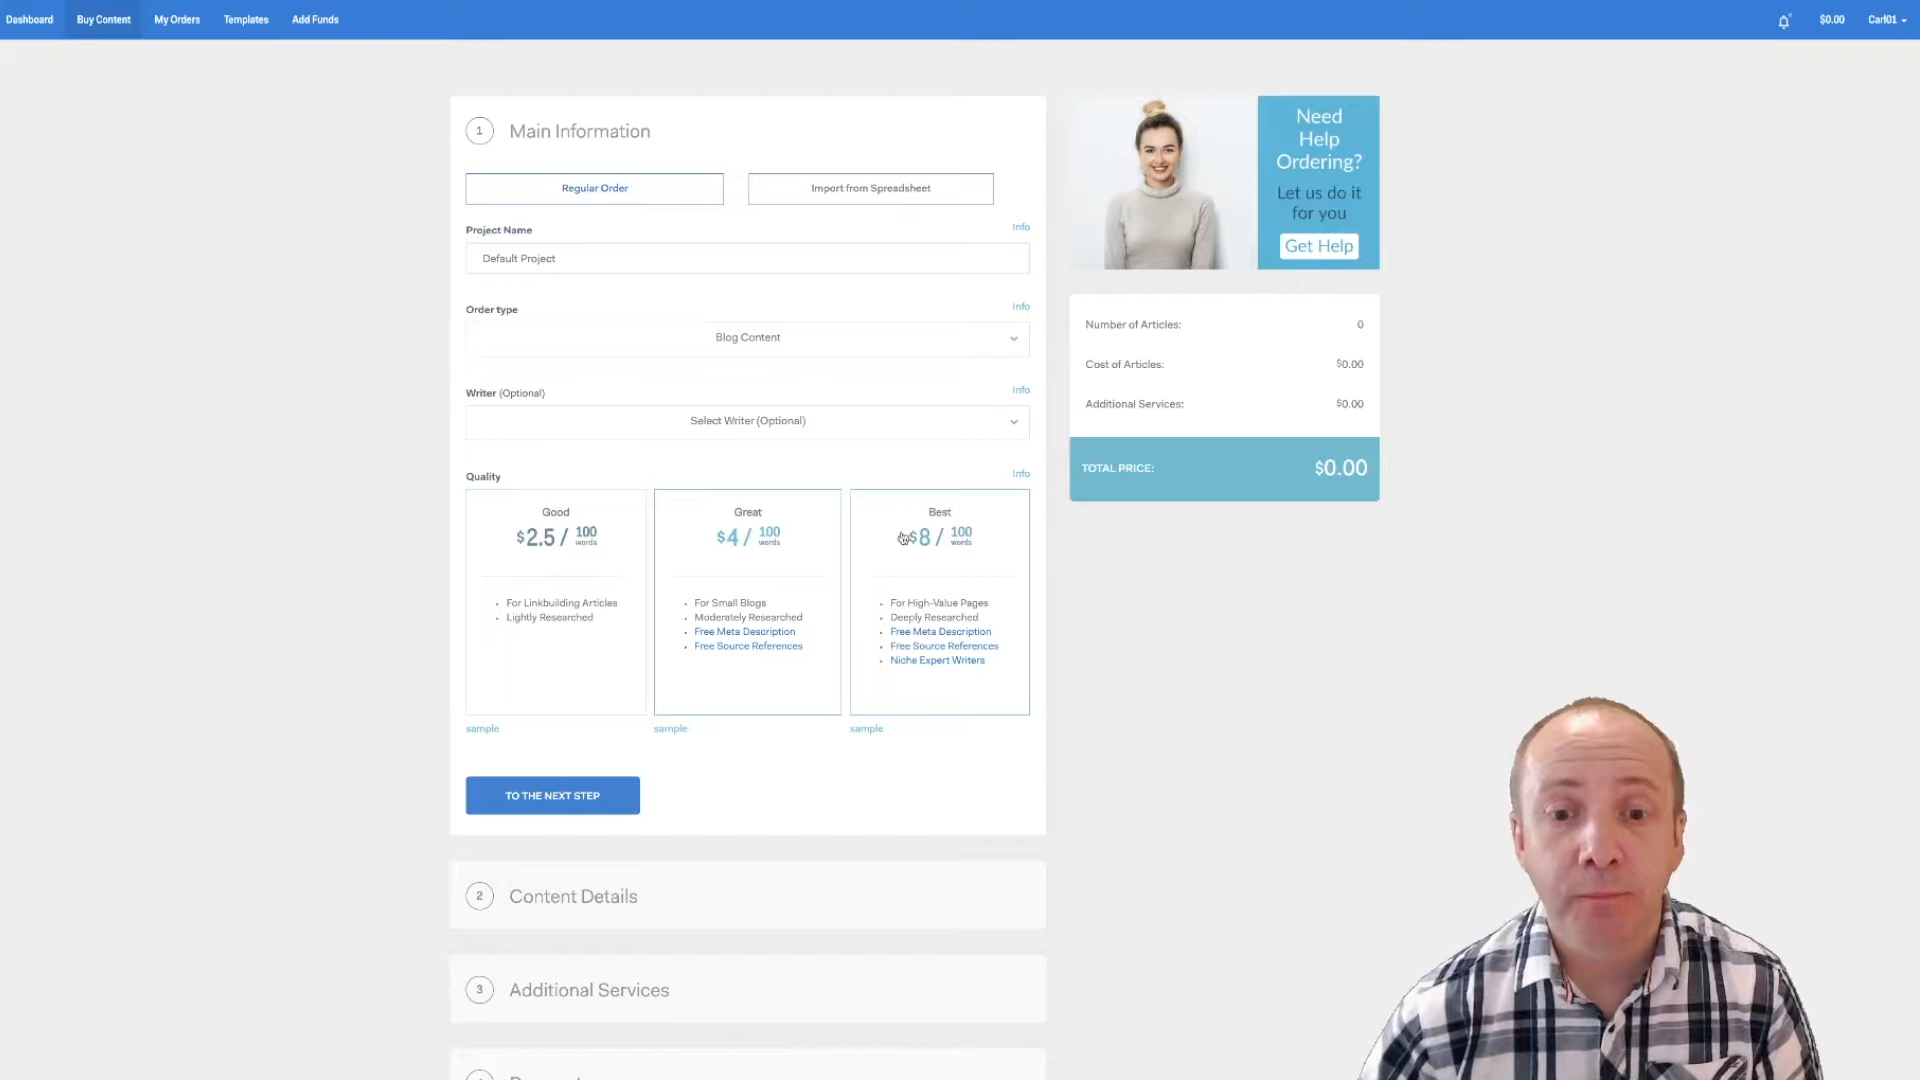 Dashboard
Buy Content
My Orders
Templates
Add Funds
$0.00
Carl01
1
Main Information
Regular Order
Import from Spreadsheet
Project Name
Info
Default Project
Order type
Info
Blog Content
Writer (Optional)
Info
Select Writer (Optional)
Quality
Info
Good
$2.5 / 100 words
For Linkbuilding Articles
Lightly Researched
sample
Great
$4 / 100 words
For Small Blogs
Moderately Researched
Free Meta Description
Free Source References
sample
Best
$8 / 100 words
For High-Value Pages
Deeply Researched
Free Meta Description
Free Source References
Niche Expert Writers
sample
TO THE NEXT STEP
2
Content Details
3
Additional Services
Need
Help
Ordering?
Let us do it
for you
Get Help
Number of Articles:
0
Cost of Articles:
$0.00
Additional Services:
$0.00
TOTAL PRICE:
$0.00